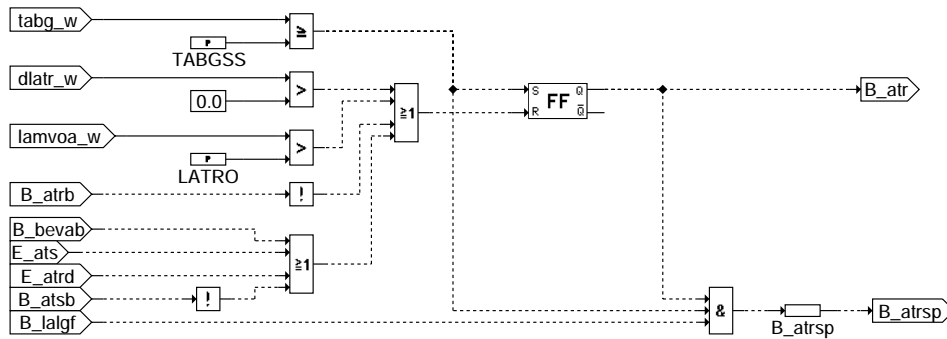 tabg_w
≥
P
TABGSS
dlatr_w
>
0.0
S Q
FF
R Q̅
B_atr
≥1
lamvoa_w
>
P
LATRO
B_atrb
!
B_bevab
E_ats
≥1
E_atrd
B_atsb
!
B_lalgf
&
B_atrsp
B_atrsp